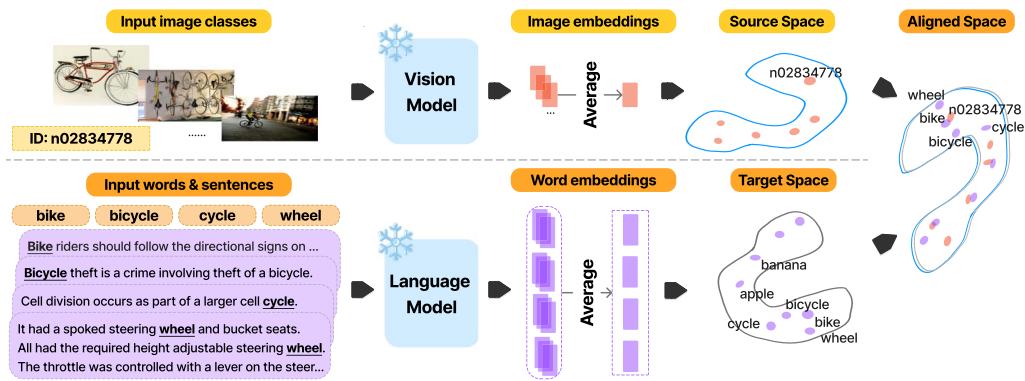 Input image classes
Image embeddings
Source Space
Aligned Space
Vision
Model
Average
...
n02834778
ID: n02834778
......
wheel
n02834778
bike
cycle
bicycle
Input words & sentences
Word embeddings
Target Space
bike
bicycle
cycle
wheel
Bike riders should follow the directional signs on ...
Bicycle theft is a crime involving theft of a bicycle.
Cell division occurs as part of a larger cell cycle.
It had a spoked steering wheel and bucket seats.
All had the required height adjustable steering wheel.
The throttle was controlled with a lever on the steer...
Language
Model
Average
banana
apple
bicycle
cycle
bike
wheel